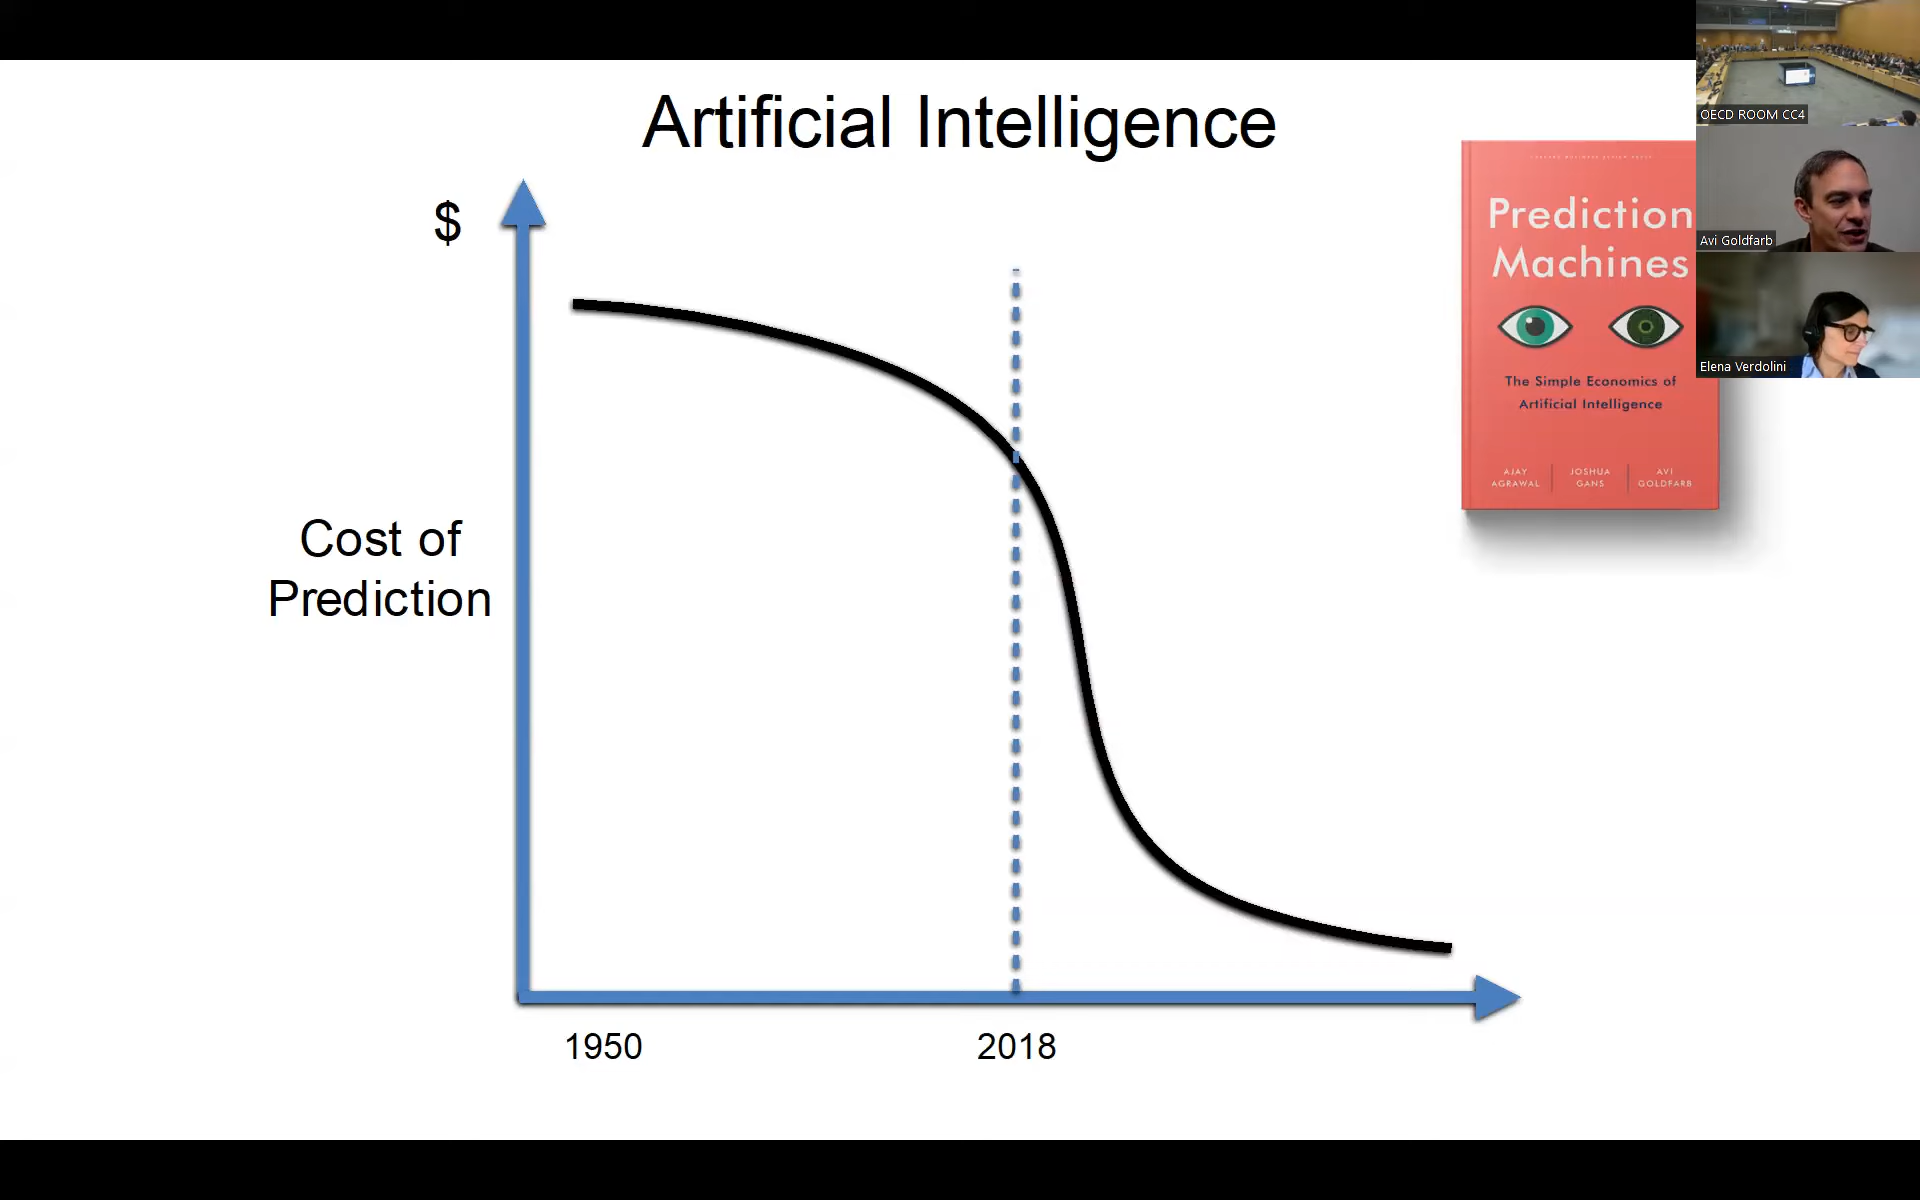 Artificial Intelligence
$
Cost of
Prediction
1950
2018
Prediction
Machines
The Simple Economics of
Artificial Intelligence
AJAY
AGRAWAL
JOSHUA
GANS
AVI
GOLDFARB
OECD ROOM CC4
Avi Goldfarb
Elena Verdolini